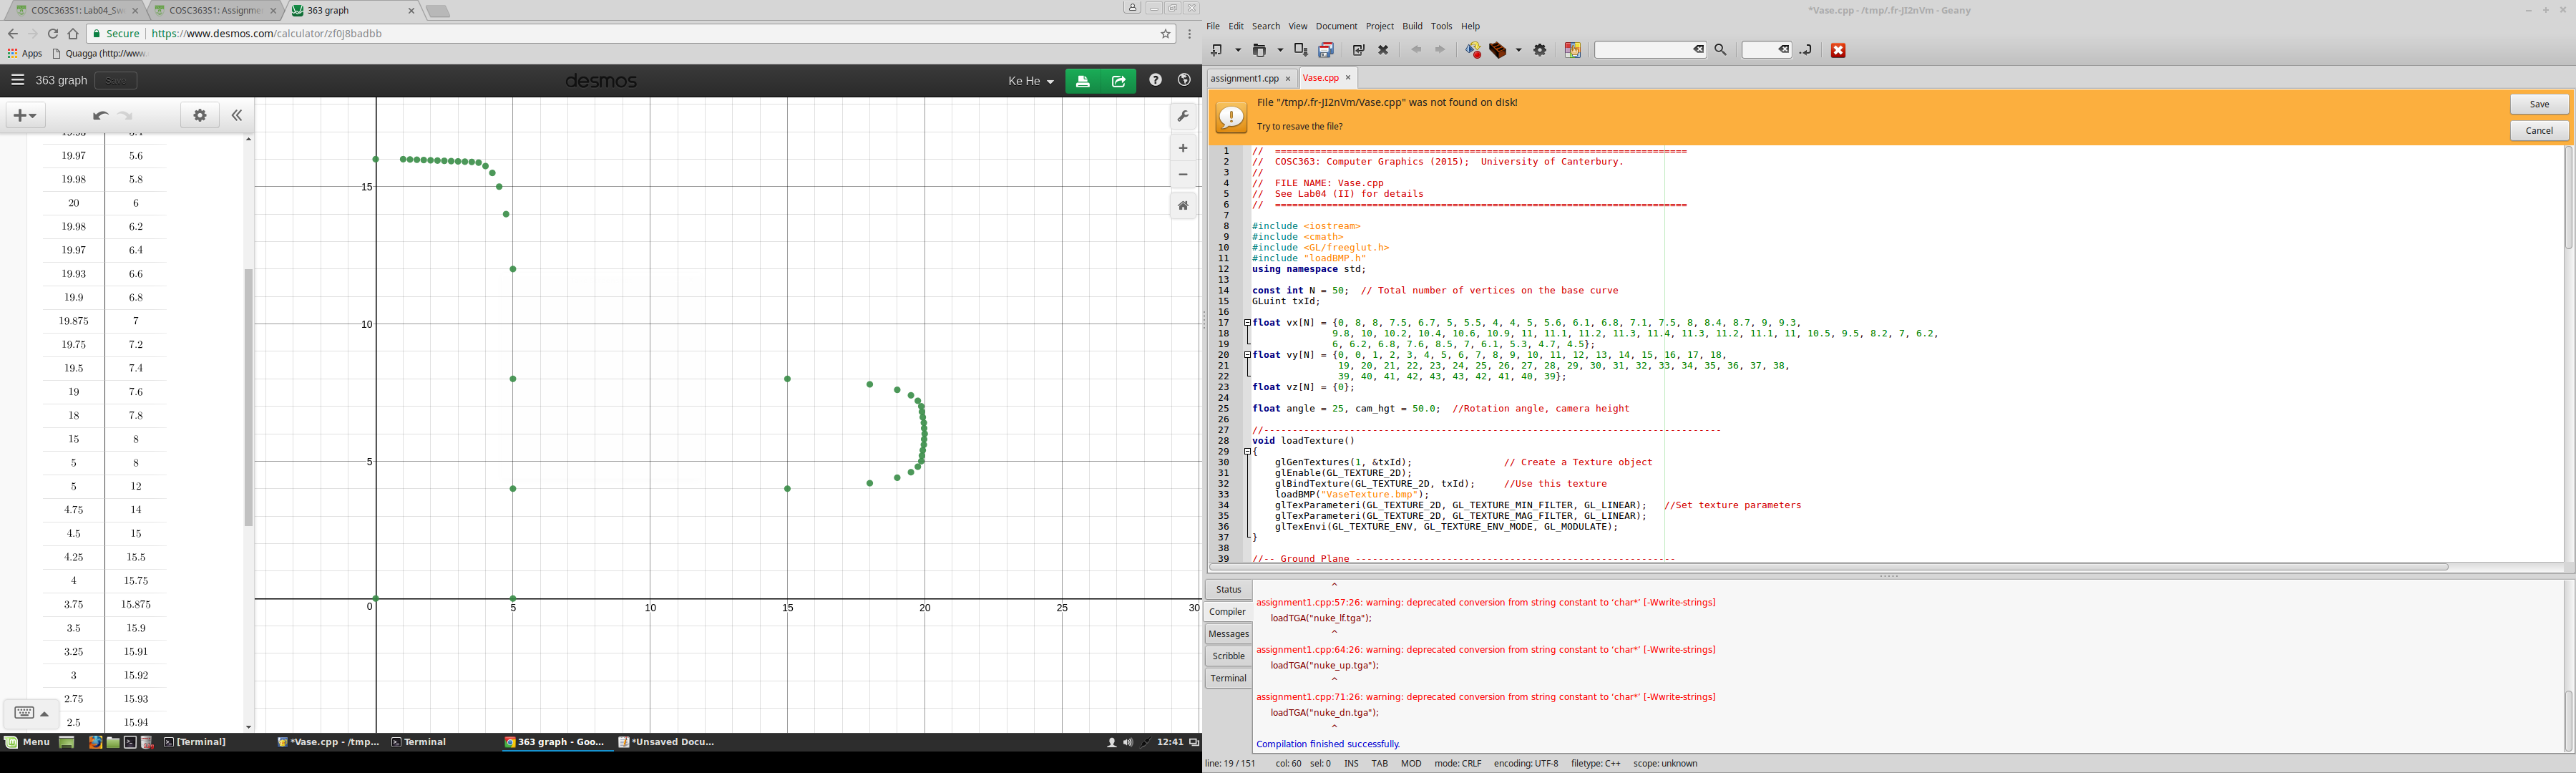 COSC363S1: Lab04_Sw
COSC363S1: Assignme
363 graph
Secure
https://www.desmos.com/calculator/zf0j8badbb
Apps
Quagga (http://www.
363 graph
Save
desmos
Ke He
19.97 5.6
19.98 5.8
20 6
19.98 6.2
19.97 6.4
19.93 6.6
19.9 6.8
19.875 7
19.75 7.2
19.5 7.4
19 7.6
18 7.8
15 8
5 8
5 12
4.75 14
4.5 15
4.25 15.5
4 15.75
3.75 15.875
3.5 15.9
3.25 15.91
3 15.92
2.75 15.93
2.5 15.94
15
10
5
0
5
10
15
20
25
30
Menu
[Terminal]
*Vase.cpp - /tmp...
Terminal
363 graph - Goo...
*Unsaved Docu...
12:41
*Vase.cpp - /tmp/.fr-JI2nVm - Geany
File Edit Search View Document Project Build Tools Help
assignment1.cpp
Vase.cpp
File "/tmp/.fr-JI2nVm/Vase.cpp" was not found on disk!
Try to resave the file?
Save
Cancel
1 // ========================================================================
2 // COSC363: Computer Graphics (2015); University of Canterbury.
3 //
4 // FILE NAME: Vase.cpp
5 // See Lab04 (II) for details
6 // ========================================================================
7
8 #include <iostream>
9 #include <cmath>
10 #include <GL/freeglut.h>
11 #include "loadBMP.h"
12 using namespace std;
13
14 const int N = 50; // Total number of vertices on the base curve
15 GLuint txId;
16
17 float vx[N] = {0, 8, 8, 7.5, 6.7, 5, 5.5, 4, 4, 5, 5.6, 6.1, 6.8, 7.1, 7.5, 8, 8.4, 8.7, 9, 9.3,
18 9.8, 10, 10.2, 10.4, 10.6, 10.9, 11, 11.1, 11.2, 11.3, 11.4, 11.3, 11.2, 11.1, 11, 10.5, 9.5, 8.2, 7, 6.2,
19 6, 6.2, 6.8, 7.6, 8.5, 7, 6.1, 5.3, 4.7, 4.5};
20 float vy[N] = {0, 0, 1, 2, 3, 4, 5, 6, 7, 8, 9, 10, 11, 12, 13, 14, 15, 16, 17, 18,
21 19, 20, 21, 22, 23, 24, 25, 26, 27, 28, 29, 30, 31, 32, 33, 34, 35, 36, 37, 38,
22 39, 40, 41, 42, 43, 43, 42, 41, 40, 39};
23 float vz[N] = {0};
24
25 float angle = 25, cam_hgt = 50.0; //Rotation angle, camera height
26
27 //--------------------------------------------------------------------------------
28 void loadTexture()
29 {
30 glGenTextures(1, &txId); // Create a Texture object
31 glEnable(GL_TEXTURE_2D);
32 glBindTexture(GL_TEXTURE_2D, txId); //Use this texture
33 loadBMP("VaseTexture.bmp");
34 glTexParameteri(GL_TEXTURE_2D, GL_TEXTURE_MIN_FILTER, GL_LINEAR); //Set texture parameters
35 glTexParameteri(GL_TEXTURE_2D, GL_TEXTURE_MAG_FILTER, GL_LINEAR);
36 glTexEnvi(GL_TEXTURE_ENV, GL_TEXTURE_ENV_MODE, GL_MODULATE);
37 }
38
39 //-- Ground Plane --------------------------------------------------------
Status
Compiler
Messages
Scribble
Terminal
^
assignment1.cpp:57:26: warning: deprecated conversion from string constant to ‘char*’ [-Wwrite-strings]
loadTGA("nuke_lf.tga");
^
assignment1.cpp:64:26: warning: deprecated conversion from string constant to ‘char*’ [-Wwrite-strings]
loadTGA("nuke_up.tga");
^
assignment1.cpp:71:26: warning: deprecated conversion from string constant to ‘char*’ [-Wwrite-strings]
loadTGA("nuke_dn.tga");
^
Compilation finished successfully.
line: 19 / 151 col: 60 sel: 0 INS TAB MOD mode: CRLF encoding: UTF-8 filetype: C++ scope: unknown